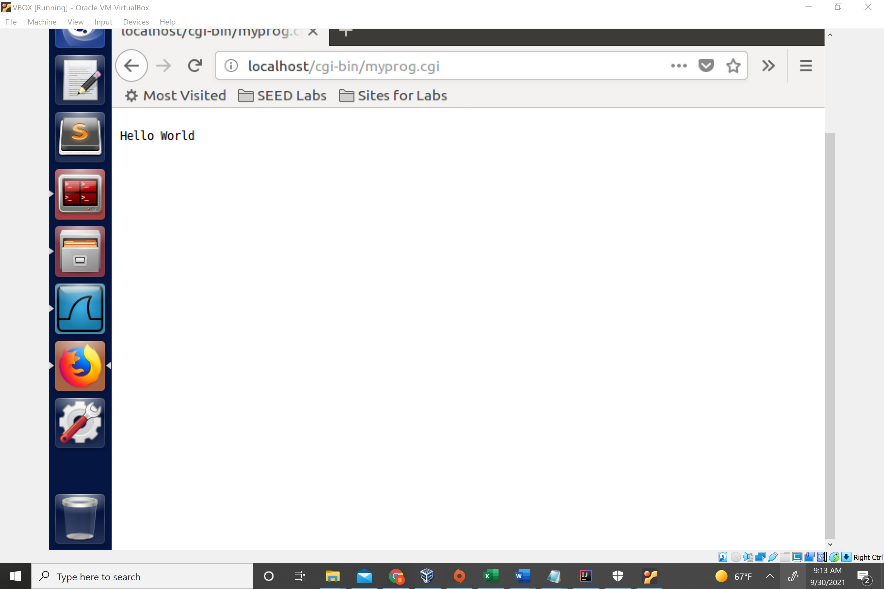 VBOX [Running] - Oracle VM VirtualBox
File Machine View Input Devices Help
localhost/cgi-bin/myprog.c
localhost/cgi-bin/myprog.cgi
Most Visited SEED Labs Sites for Labs
Hello World
Right Ctrl
Type here to search
67°F
9:13 AM
9/30/2021
2